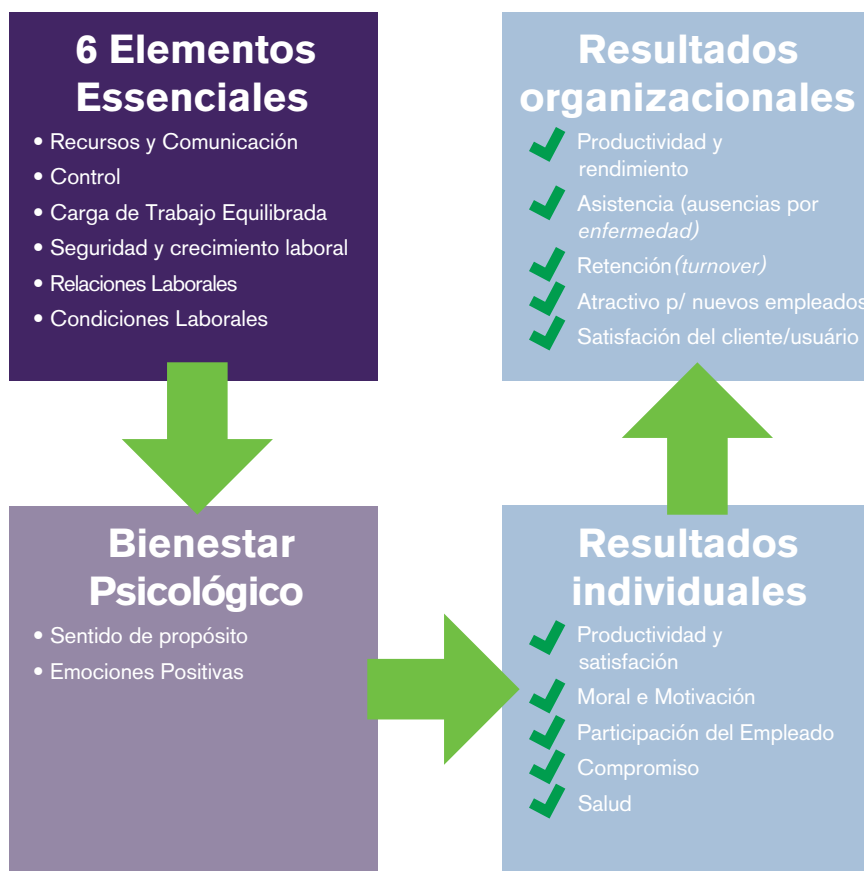 6 Elementos
Essenciales
• Recursos y Comunicación
• Control
• Carga de Trabajo Equilibrada
• Seguridad y crecimiento laboral
• Relaciones Laborales
• Condiciones Laborales
Resultados
organizacionales
Productividad y
rendimiento
Asistencia (ausencias por
enfermedad)
Retención (turnover)
Atractivo p/ nuevos empleados
Satisfación del cliente/usuário
Bienestar
Psicológico
• Sentido de propósito
• Emociones Positivas
Resultados
individuales
Productividad y
satisfacción
Moral e Motivación
Participación del Empleado
Compromiso
Salud